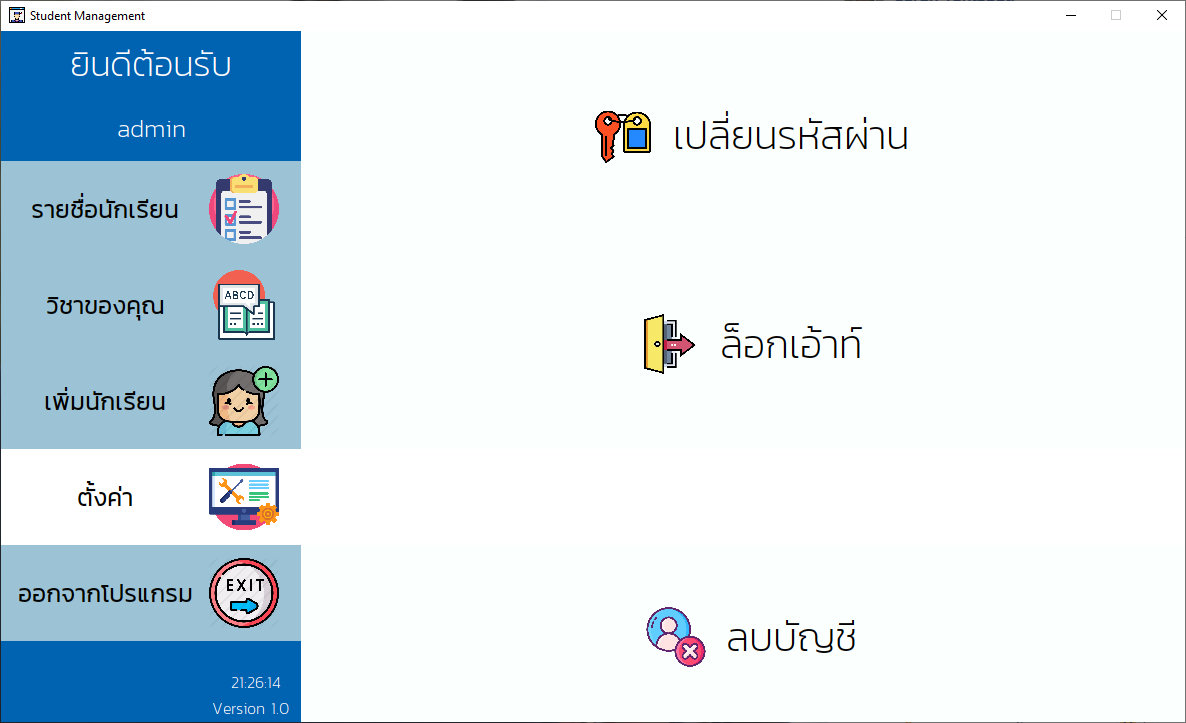 Student Management
ยินดีต้อนรับ
admin
รายชื่อนักเรียน
ABCD
วิชาของคุณ
เพิ่มนักเรียน
ตั้งค่า
ออกจากโปรแกรม
EXIT
21:26:14
Version 1.0
เปลี่ยนรหัสผ่าน
ล็อกเอ้าท์
ลบบัญชี